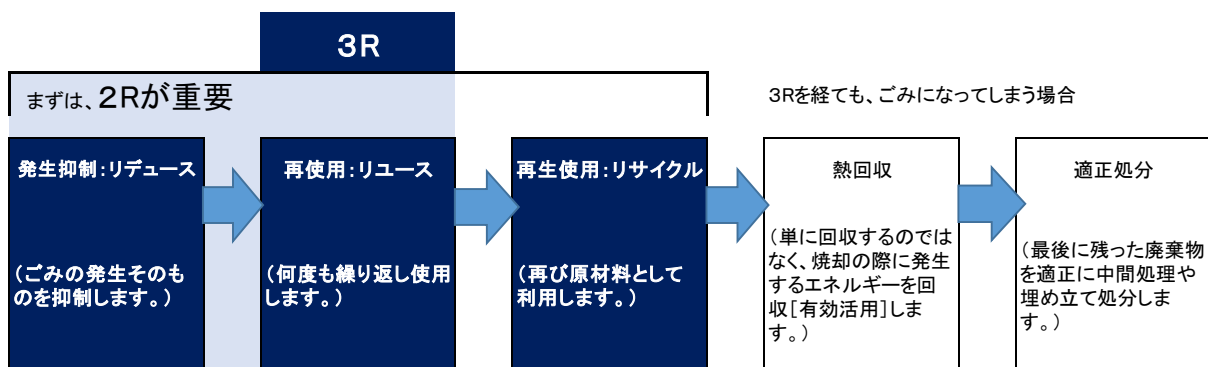 3R
まずは、2Rが重要
3Rを経ても、ごみになってしまう場合
発生抑制:リデュース
(ごみの発生そのも
のを抑制します。)
再使用:リユース
(何度も繰り返し使用
します。)
再生使用:リサイクル
(再び原材料として
利用します。)
熱回収
(単に回収するのでは
なく、焼却の際に発生
するエネルギーを回
収[有効活用]しま
す。)
適正処分
(最後に残った廃棄物
を適正に中間処理や
埋め立て処分しま
す。)